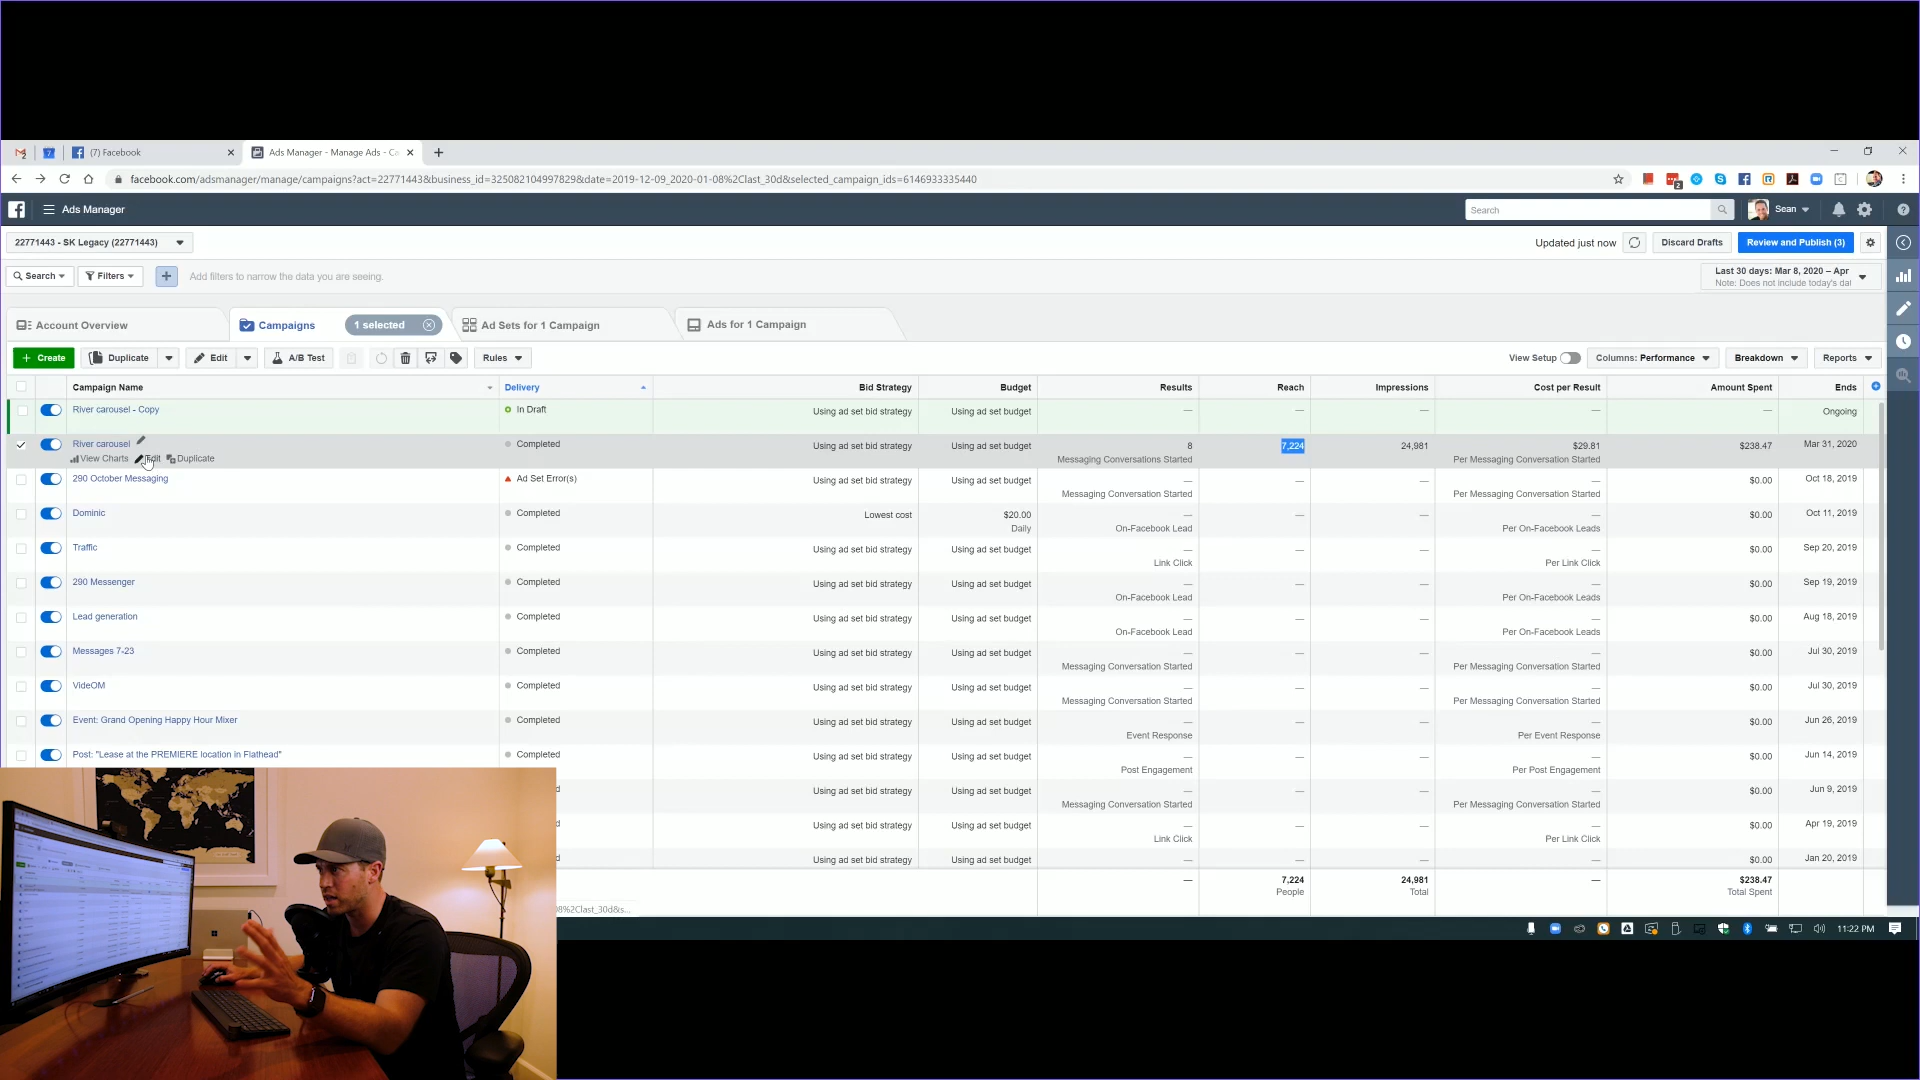 (7) Facebook
Ads Manager - Manage Ads - Ca
facebook.com/adsmanager/manage/campaigns?act=22771443&business_id=325082104997829&date=2019-12-09_2020-01-08%2Clast_30d&selected_campaign_ids=6146933335440
Ads Manager
Search
Sean
22771443 - SK Legacy (22771443)
Updated just now
Discard Drafts
Review and Publish (3)
Search
Filters
Add filters to narrow the data you are seeing.
Last 30 days: Mar 8, 2020 – Apr
Note: Does not include today's dat
Account Overview
Campaigns
1 selected
Ad Sets for 1 Campaign
Ads for 1 Campaign
+ Create
Duplicate
Edit
A/B Test
Rules
View Setup
Columns: Performance
Breakdown
Reports
Campaign Name Delivery Bid Strategy Budget Results Reach Impressions Cost per Result Amount Spent Ends
River carousel - Copy In Draft Using ad set bid strategy Using ad set budget — — — — — Ongoing
River carousel Completed Using ad set bid strategy Using ad set budget 8 7,224 24,981 $29.81 $238.47 Mar 31, 2020
View Charts Edit Duplicate Messaging Conversations Started Per Messaging Conversation Started
290 October Messaging Ad Set Error(s) Using ad set bid strategy Using ad set budget — — — — $0.00 Oct 18, 2019
Messaging Conversation Started Per Messaging Conversation Started
Dominic Completed Lowest cost $20.00 — — — — $0.00 Oct 11, 2019
Daily On-Facebook Lead Per On-Facebook Leads
Traffic Completed Using ad set bid strategy Using ad set budget — — — — $0.00 Sep 20, 2019
Link Click Per Link Click
290 Messenger Completed Using ad set bid strategy Using ad set budget — — — — $0.00 Sep 19, 2019
On-Facebook Lead Per On-Facebook Leads
Lead generation Completed Using ad set bid strategy Using ad set budget — — — — $0.00 Aug 18, 2019
On-Facebook Lead Per On-Facebook Leads
Messages 7-23 Completed Using ad set bid strategy Using ad set budget — — — — $0.00 Jul 30, 2019
Messaging Conversation Started Per Messaging Conversation Started
VideOM Completed Using ad set bid strategy Using ad set budget — — — — $0.00 Jul 30, 2019
Messaging Conversation Started Per Messaging Conversation Started
Event: Grand Opening Happy Hour Mixer Completed Using ad set bid strategy Using ad set budget — — — — $0.00 Jun 26, 2019
Event Response Per Event Response
Post: "Lease at the PREMIERE location in Flathead" Completed Using ad set bid strategy Using ad set budget — — — — $0.00 Jun 14, 2019
Post Engagement Per Post Engagement
d Using ad set bid strategy Using ad set budget — — — — $0.00 Jun 9, 2019
Messaging Conversation Started Per Messaging Conversation Started
d Using ad set bid strategy Using ad set budget — — — — $0.00 Apr 19, 2019
Link Click Per Link Click
d Using ad set bid strategy Using ad set budget — — — — $0.00 Jan 20, 2019
— 7,224 24,981 — $238.47
People Total Total Spent
08%2Clast_30d&s...
11:22 PM